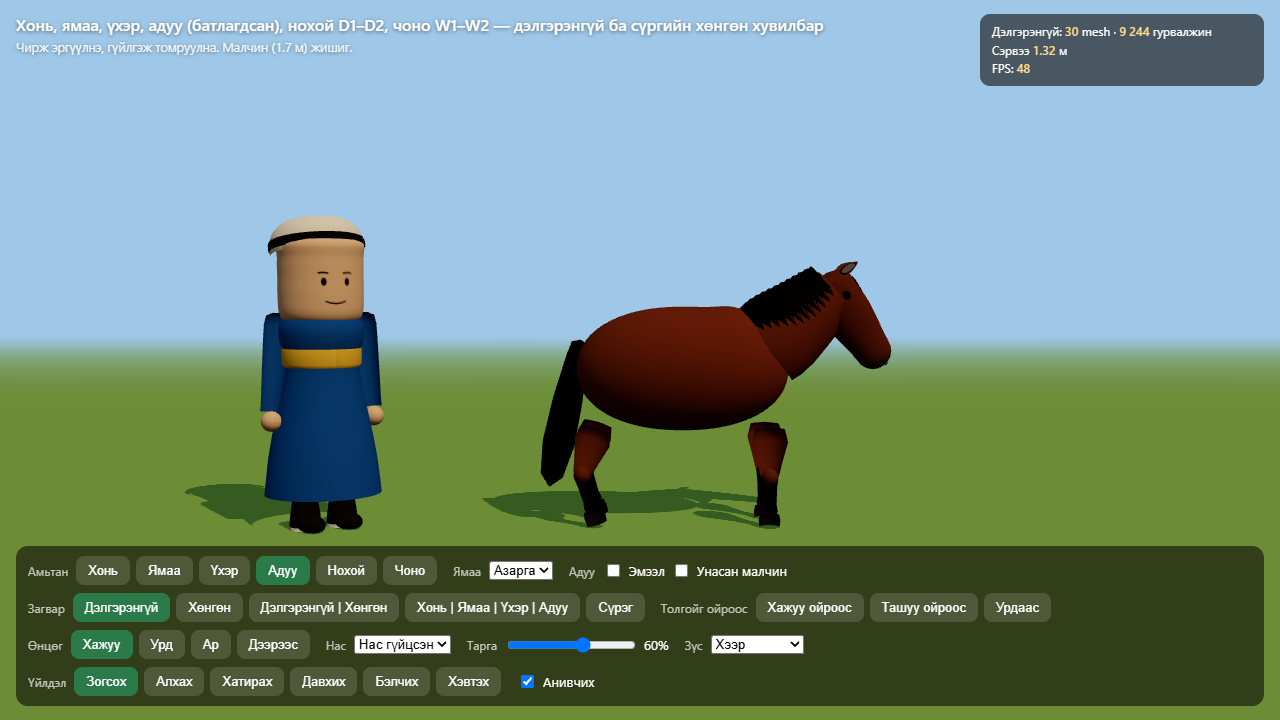 Хонь, ямаа, үхэр, адуу (батлагдсан), нохой D1–D2, чоно W1–W2 — дэлгэрэнгүй ба сүргийн хөнгөн хувилбар
Чирж эргүүлнэ, гүйлгэж томруулна. Малчин (1.7 м) жишиг.
Дэлгэрэнгүй: 30 mesh · 9 244 гурвалжин
Сэрвээ 1.32 м
FPS: 48
Амьтан Хонь Ямаа Үхэр Адуу Нохой Чоно Ямаа Азарга Адуу Эмээл Унасан малчин
Загвар Дэлгэрэнгүй Хөнгөн Дэлгэрэнгүй | Хөнгөн Хонь | Ямаа | Үхэр | Адуу Сүрэг Толгойг ойроос Хажуу ойроос Ташуу ойроос Урдаас
Өнцөг Хажуу Урд Ар Дээрээс Нас Нас гүйцсэн Тарга 60% Зүс Хээр
Үйлдэл Зогсох Алхах Хатирах Давхих Бэлчих Хэвтэх Анивчих